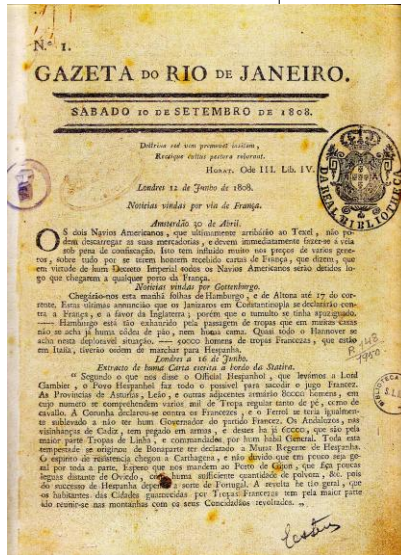 N.º 1.
GAZETA DO RIO DE JANEIRO.
SABADO 10 DE SETEMBRO DE 1808.
Doctrina sed vim promovet insitam,
Rectique cultus pectora roborant.
HORAT. Ode III. Lib. IV.
Londres 12 de Junho de 1808.
Noticias vindas por via de França.
Amsterdão 30 de Abril.
OS dois Navios Americanos, que ultimamente arribárão ao Texel, não po-
dem descarregar as suas mercadorias, e devem immediatamente fazer-se á vela
sob pena de confiscação. Isto tem influido muito nos preços de varios gene-
ros, sobre tudo por se terem hontem recebido cartas de França, que dizem, que
em virtude de hum Decreto Imperial todos os Navios Americanos serão detidos lo-
go que chegarem a qualquer porto da França.
Noticias vindas por Gottenburgo.
Chegárão-nos esta manhã folhas de Hamburgo, e de Altona até 17 do cor-
rente. Estas ultimas annuncião que os Janizaros em Constantinopla se declarárão con-
tra a França, e a favor da Inglaterra; porém que o tumulto se tinha apaziguado.
— Hamburgo está tão exhaurido pela passagem de tropas que em muitas casas
não se acha já huma côdea de pão, nem huma cama. Quasi todo o Hannover se
acha nesta deploravel situação. — 50000 homens de tropas Francezas, que estão
em Italia, tiverão ordem de marchar para Hespanha.
Londres a 16 de Junho.
Extracto de huma Carta escrita a bordo da Statira.
" Segundo o que nos disse o Official Hespanhol, que levámos a Lord
Gambier, o Povo Hespanhol faz todo o possivel para sacodir o jugo Francez.
As Provincias de Asturias, Leão, e outras adjacentes armárão 80000 homens, em
cujo numero se comprehendem varios mil de Tropa regular tanto de pé, como de
cavallo. A Corunha declarou-se contra os Francezes, e o Ferrol se teria igualmen-
te sublevado a não ter hum Governador do partido Francez. Os Andaluzos, nas
visinhanças de Cadiz, tem pegado em armas, e destes ha já 60000, que são pela
maior parte Tropas de Linha, e commandados por hum habil General. Toda esta
tempestade se originou de Bonaparte ter declarado a Murat Regente de Hespanha.
O espirito de resistencia chegou a Carthagena, e não duvido que em pouco seja ge-
ral por toda a parte. Espero que nos mandem ao Porto de Gijon, que fica poucas
leguas distante de Oviedo, com huma sufficiente quantidade de polvora, &c. pois
do successo de Hespanha depende a sorte de Portugal. A revolta he tão geral, que
os habitantes das Cidades guarnecidas por Tropas Francezas tem pela maior parte
ido reunir-se nas montanhas com os seus Concidadãos revoltados.
DA REAL BIBLIOTHECA